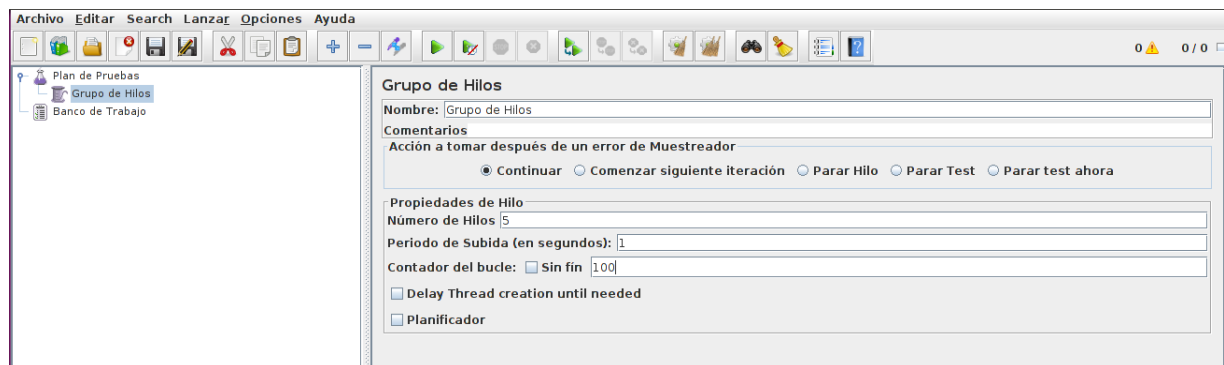 Archivo Editar Search Lanzar Opciones Ayuda
0 0 / 0
Plan de Pruebas
Grupo de Hilos
Banco de Trabajo
Grupo de Hilos
Nombre: Grupo de Hilos
Comentarios
Acción a tomar después de un error de Muestreador
Continuar Comenzar siguiente iteración Parar Hilo Parar Test Parar test ahora
Propiedades de Hilo
Número de Hilos 5
Periodo de Subida (en segundos): 1
Contador del bucle: Sin fín 100
Delay Thread creation until needed
Planificador